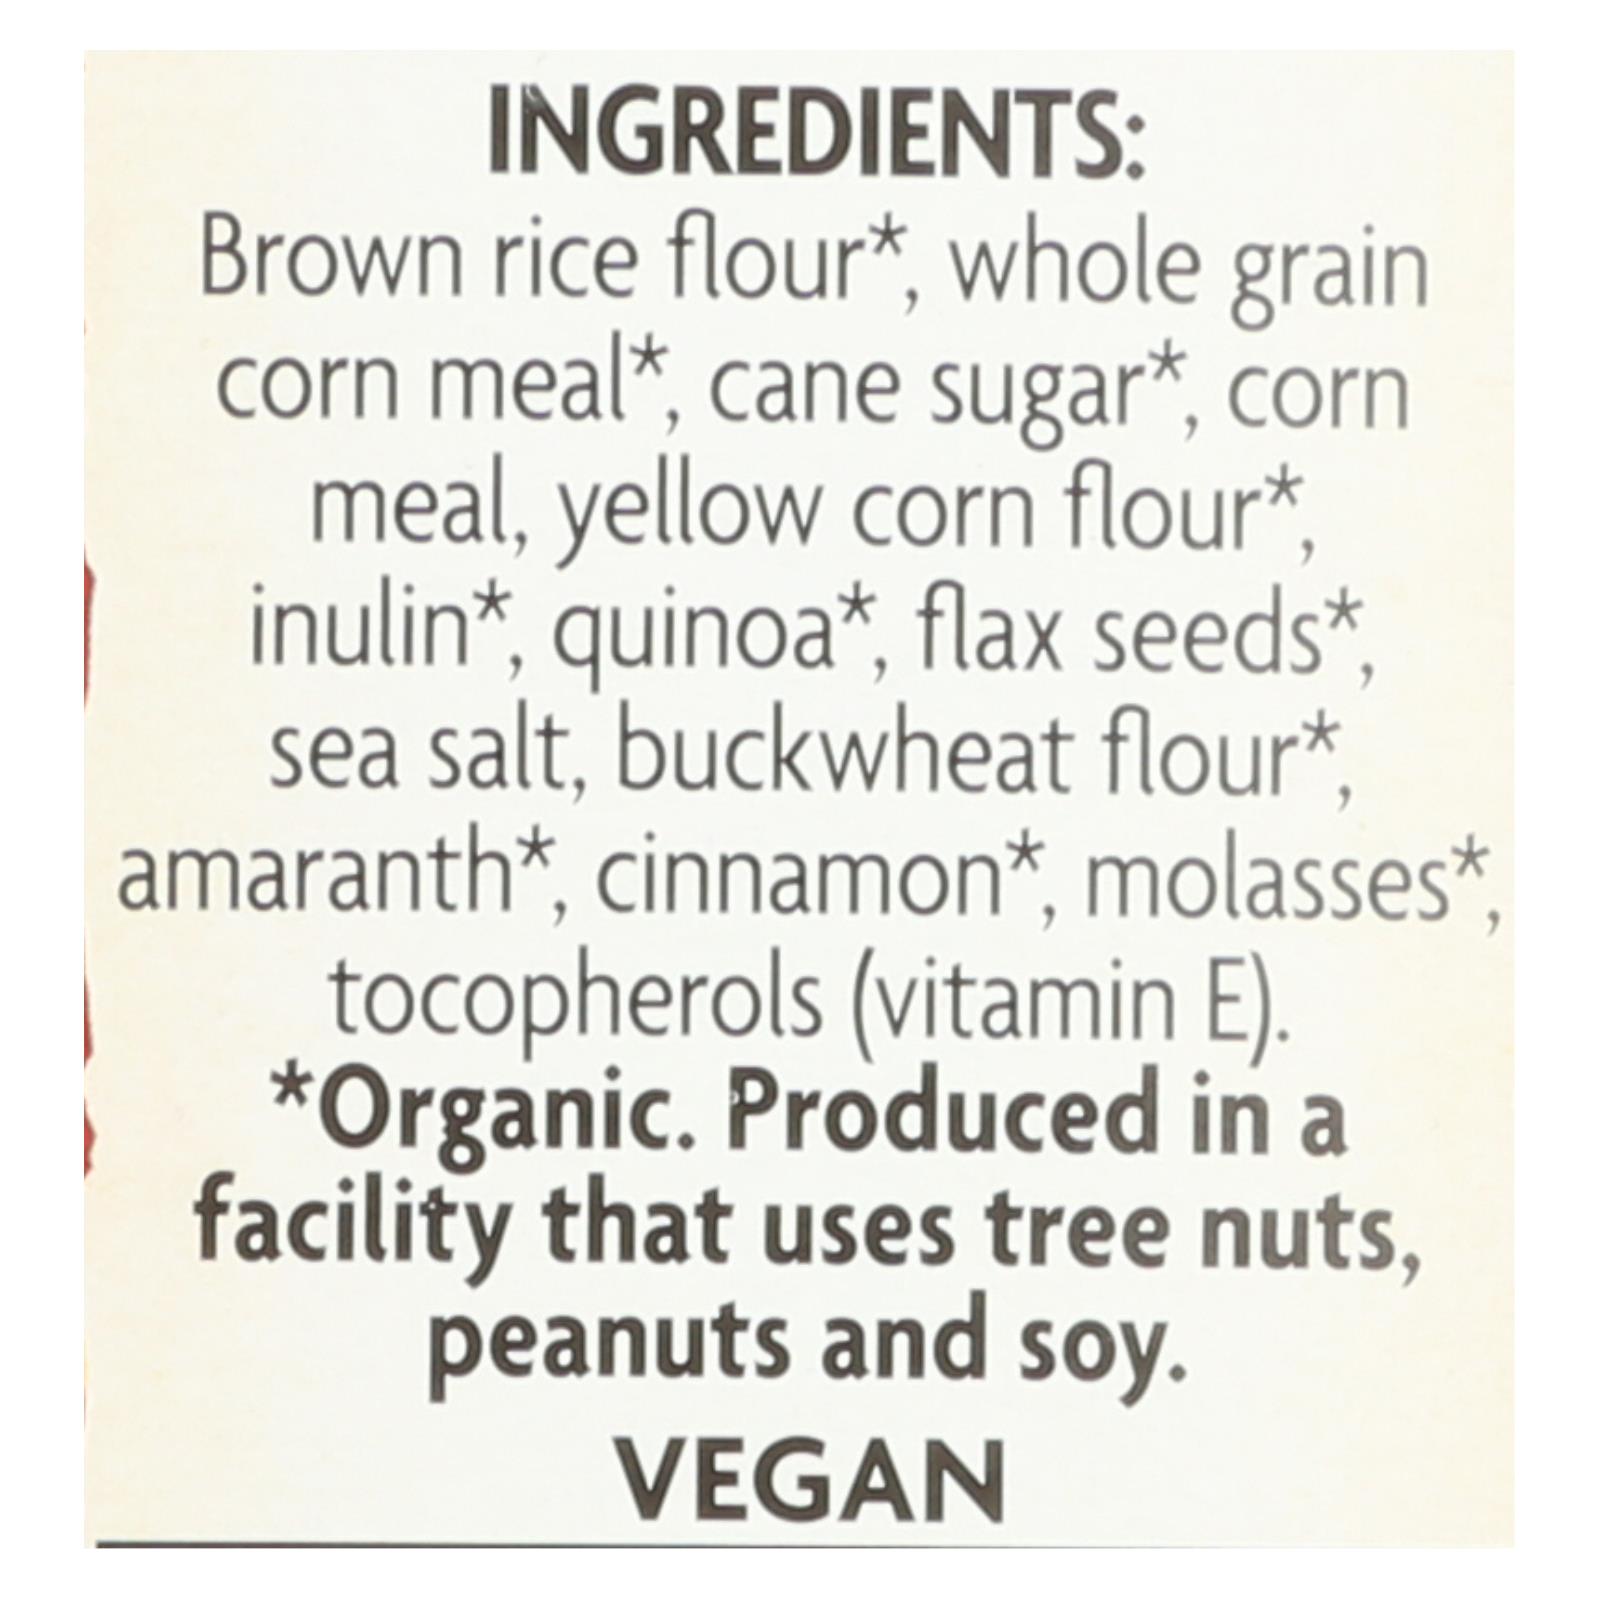 INGREDIENTS:
Brown rice flour*, whole grain
corn meal*, cane sugar*, corn
meal, yellow corn flour*,
inulin*, quinoa*, flax seeds*,
sea salt, buckwheat flour*,
amaranth*, cinnamon*, molasses*,
tocopherols (vitamin E).
*Organic. Produced in a
facility that uses tree nuts,
peanuts and soy.
VEGAN